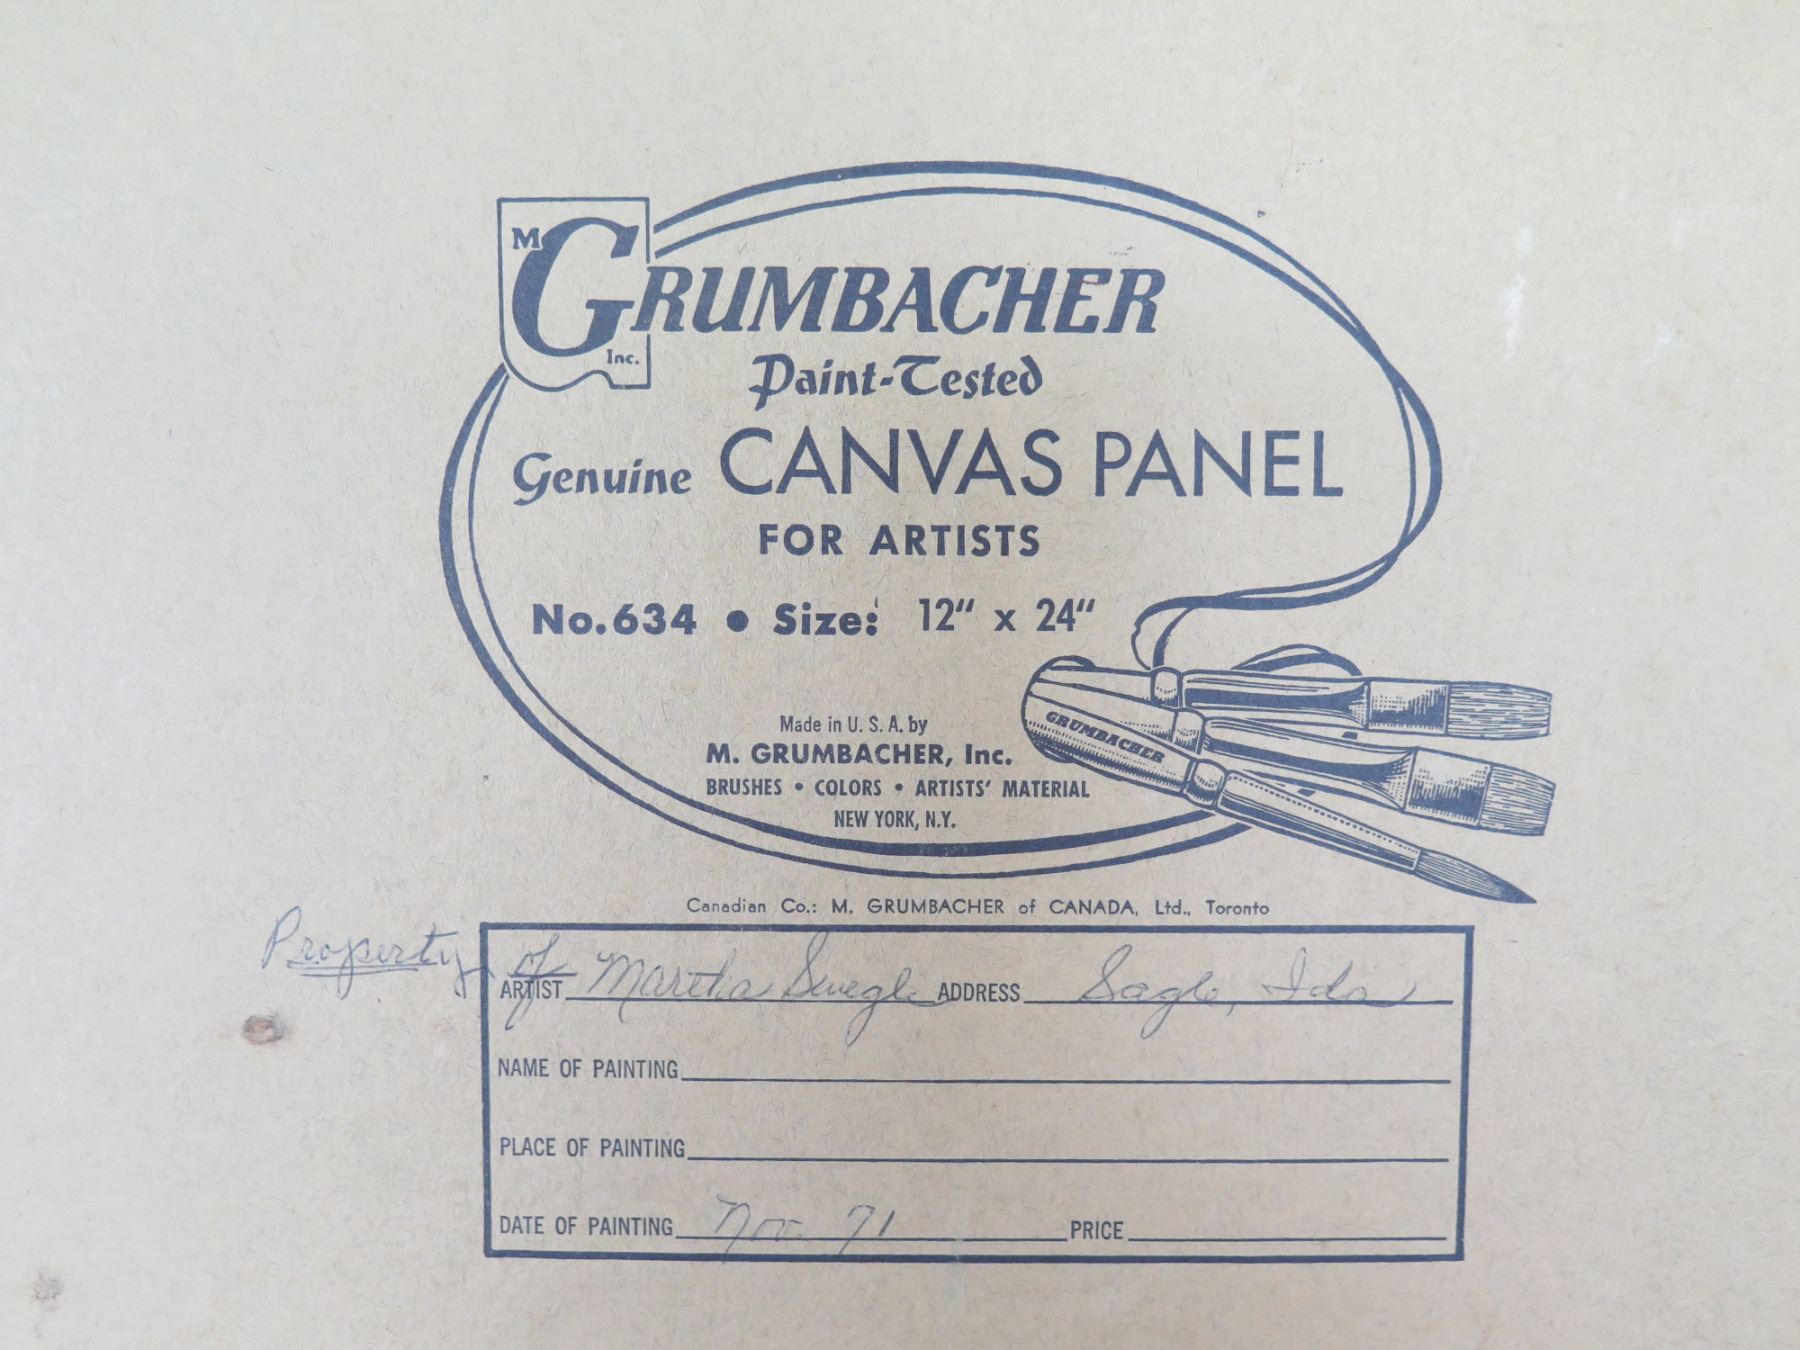 M GRUMBACHER Inc.
Paint-Tested
Genuine CANVAS PANEL
FOR ARTISTS
No. 634 • Size: 12" x 24"
Made in U. S. A. by
M. GRUMBACHER, Inc.
BRUSHES • COLORS • ARTISTS' MATERIAL
NEW YORK, N.Y.
GRUMBACHER
Canadian Co.: M. GRUMBACHER of CANADA, Ltd., Toronto
Property of
ARTIST Martha Swegle ADDRESS Sagle, Ida
NAME OF PAINTING
PLACE OF PAINTING
DATE OF PAINTING Nov. 71 PRICE